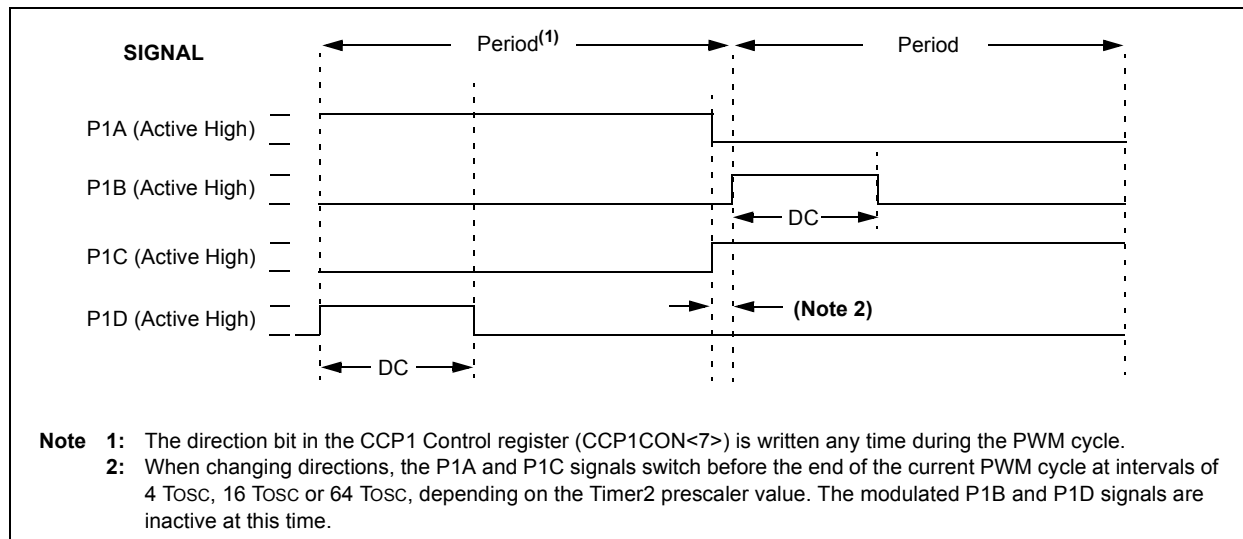 SIGNAL
Period(1)
Period
P1A (Active High)
P1B (Active High)
DC
P1C (Active High)
P1D (Active High)
(Note 2)
DC
Note 1: The direction bit in the CCP1 Control register (CCP1CON<7>) is written any time during the PWM cycle.
2: When changing directions, the P1A and P1C signals switch before the end of the current PWM cycle at intervals of
4 TOSC, 16 TOSC or 64 TOSC, depending on the Timer2 prescaler value. The modulated P1B and P1D signals are
inactive at this time.